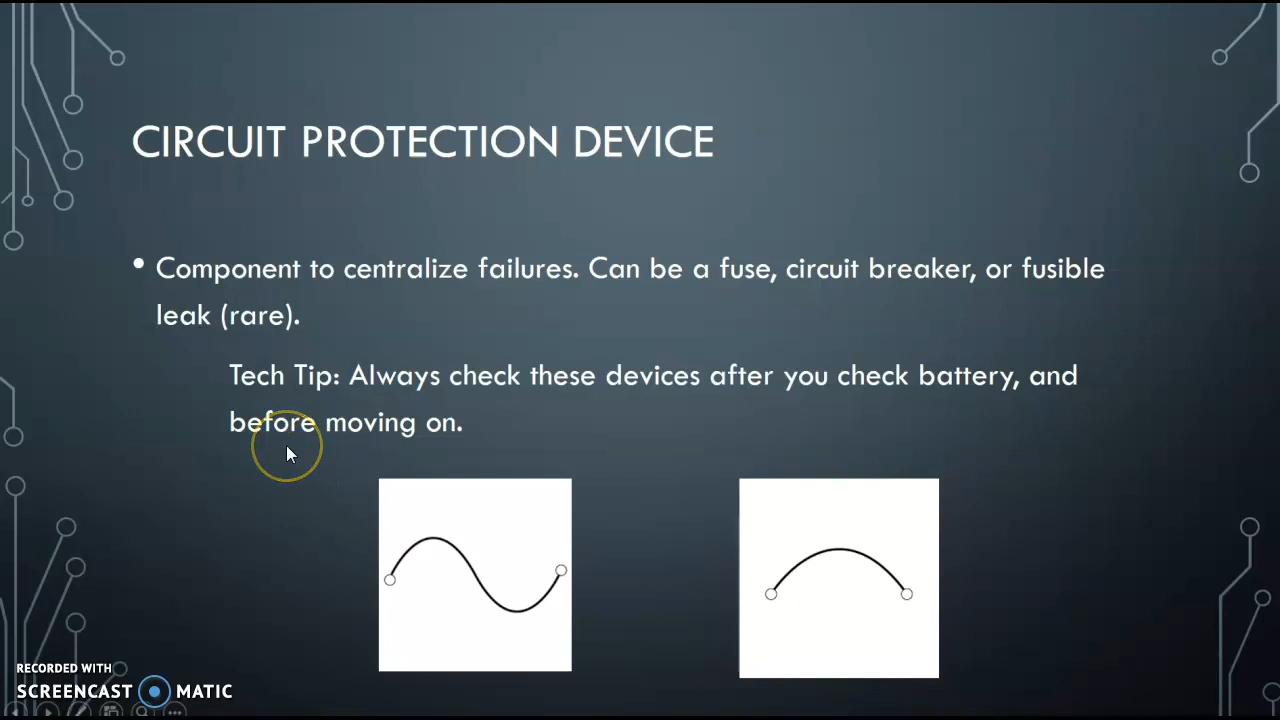 CIRCUIT PROTECTION DEVICE
• Component to centralize failures. Can be a fuse, circuit breaker, or fusible
leak (rare).
Tech Tip: Always check these devices after you check battery, and
before moving on.
RECORDED WITH
SCREENCAST MATIC